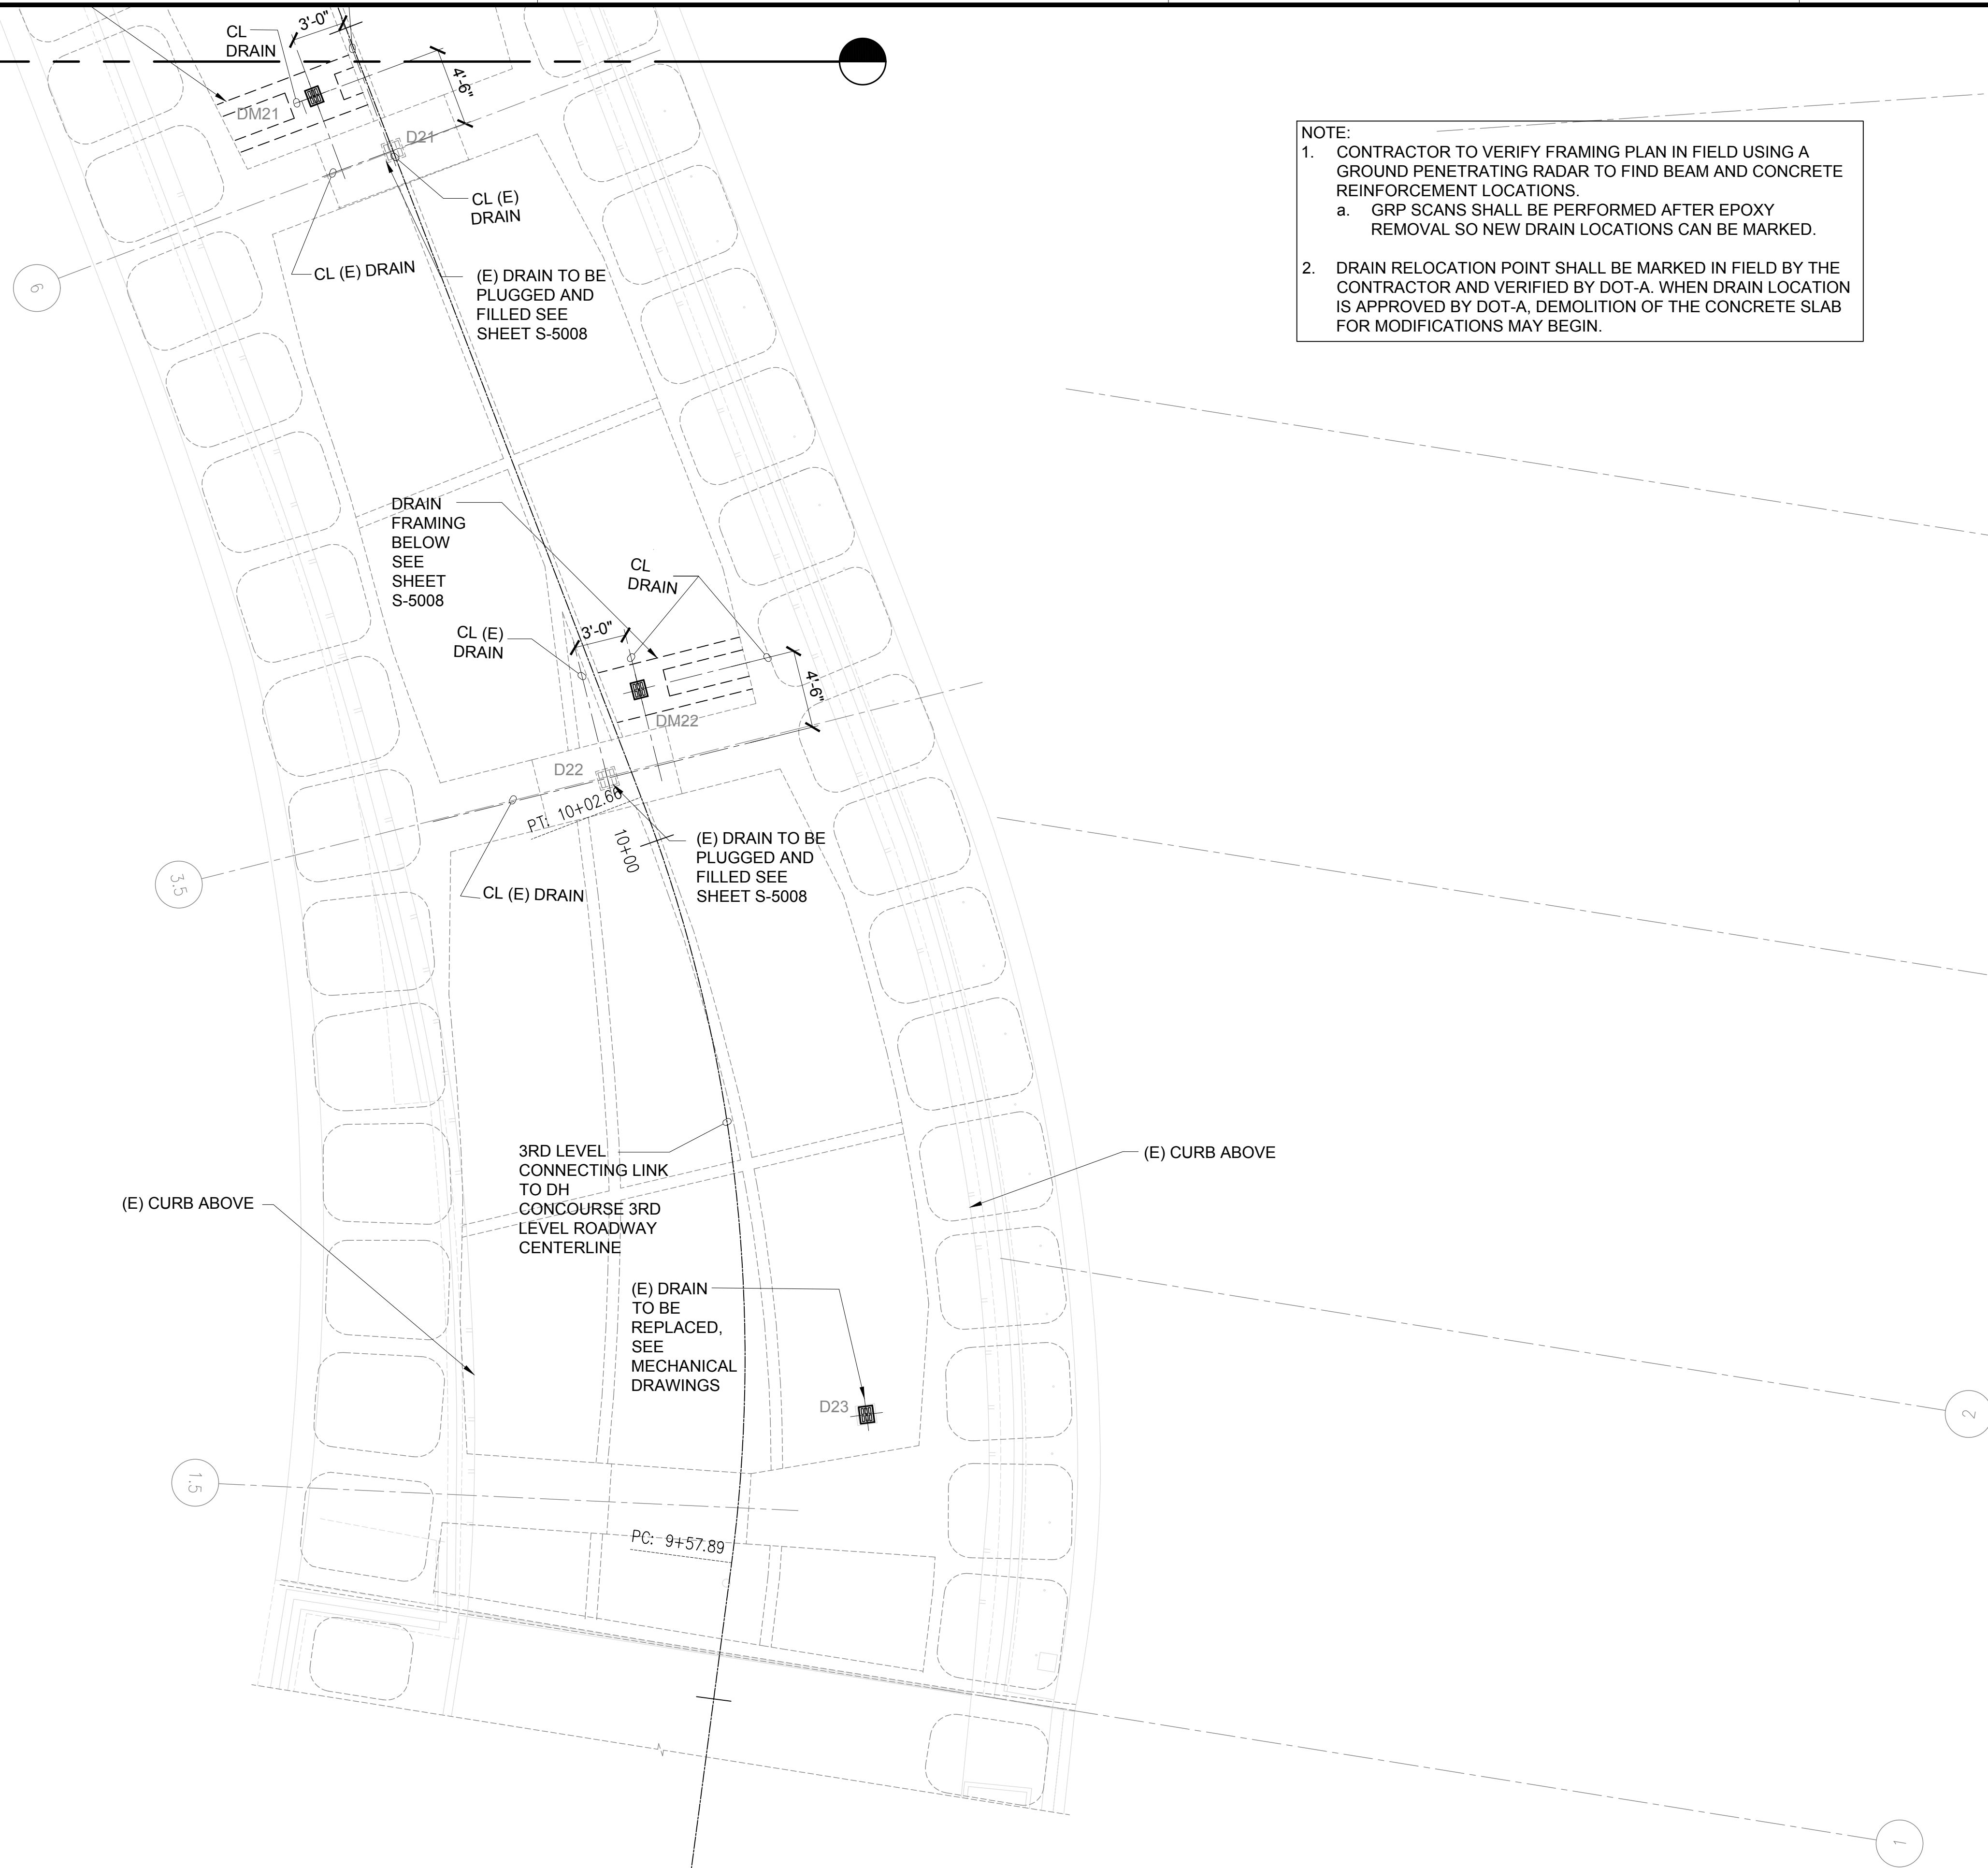 CL
DRAIN
3'-0"
4'-6"
DM21
D21
CL (E)
DRAIN
CL (E) DRAIN
(E) DRAIN TO BE
PLUGGED AND
FILLED SEE
SHEET S-5008
6
NOTE:
1. CONTRACTOR TO VERIFY FRAMING PLAN IN FIELD USING A
GROUND PENETRATING RADAR TO FIND BEAM AND CONCRETE
REINFORCEMENT LOCATIONS.
a. GRP SCANS SHALL BE PERFORMED AFTER EPOXY
REMOVAL SO NEW DRAIN LOCATIONS CAN BE MARKED.
2. DRAIN RELOCATION POINT SHALL BE MARKED IN FIELD BY THE
CONTRACTOR AND VERIFIED BY DOT-A. WHEN DRAIN LOCATION
IS APPROVED BY DOT-A, DEMOLITION OF THE CONCRETE SLAB
FOR MODIFICATIONS MAY BEGIN.
DRAIN
FRAMING
BELOW
SEE
SHEET
S-5008
CL
DRAIN
CL (E)
DRAIN
3'-0"
4'-6"
DM22
D22
PT: 10+02.66
10+00
(E) DRAIN TO BE
PLUGGED AND
FILLED SEE
SHEET S-5008
3.5
CL (E) DRAIN
3RD LEVEL
CONNECTING LINK
TO DH
CONCOURSE 3RD
LEVEL ROADWAY
CENTERLINE
(E) CURB ABOVE
(E) CURB ABOVE
(E) DRAIN
TO BE
REPLACED,
SEE
MECHANICAL
DRAWINGS
D23
2
1.5
PC: 9+57.89
1